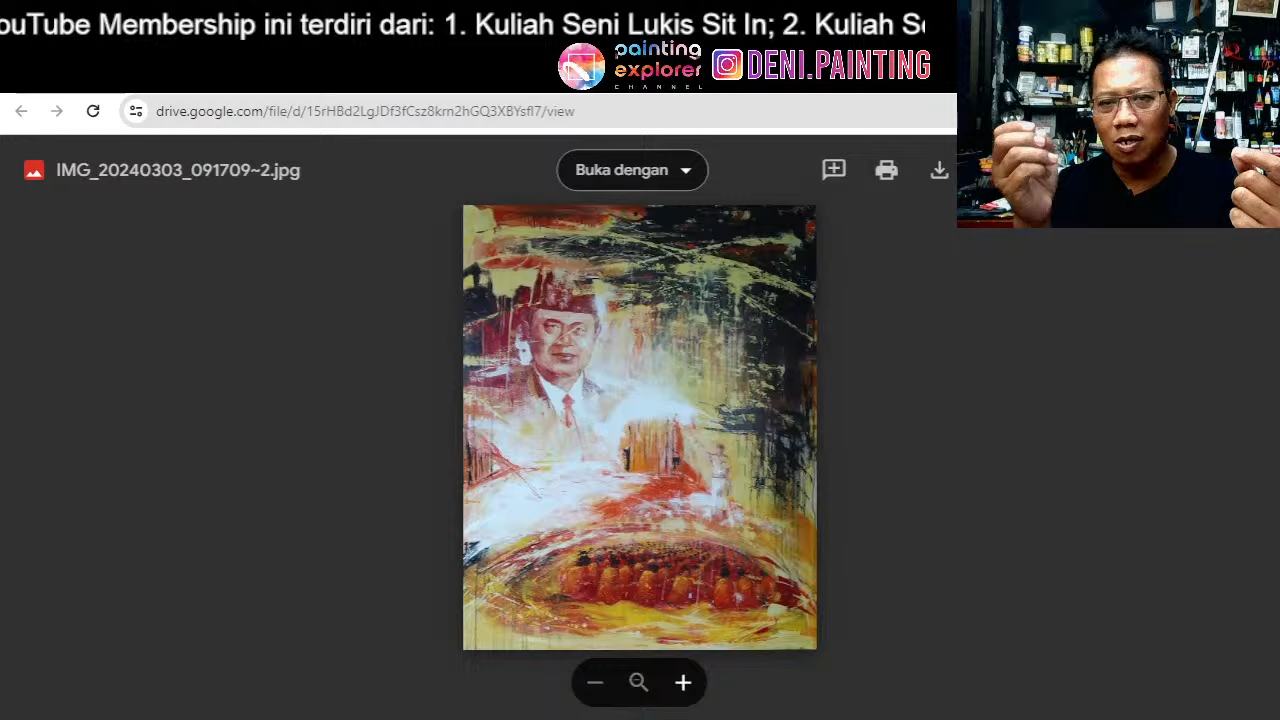 ouTube Membership ini terdiri dari: 1. Kuliah Seni Lukis Sit In; 2. Kuliah Se
painting
explorer
CHANNEL
DENI.PAINTING
drive.google.com/file/d/15rHBd2LgJDf3fCsz8krn2hGQ3XBYsfl7/view
IMG_20240303_091709~2.jpg
Buka dengan